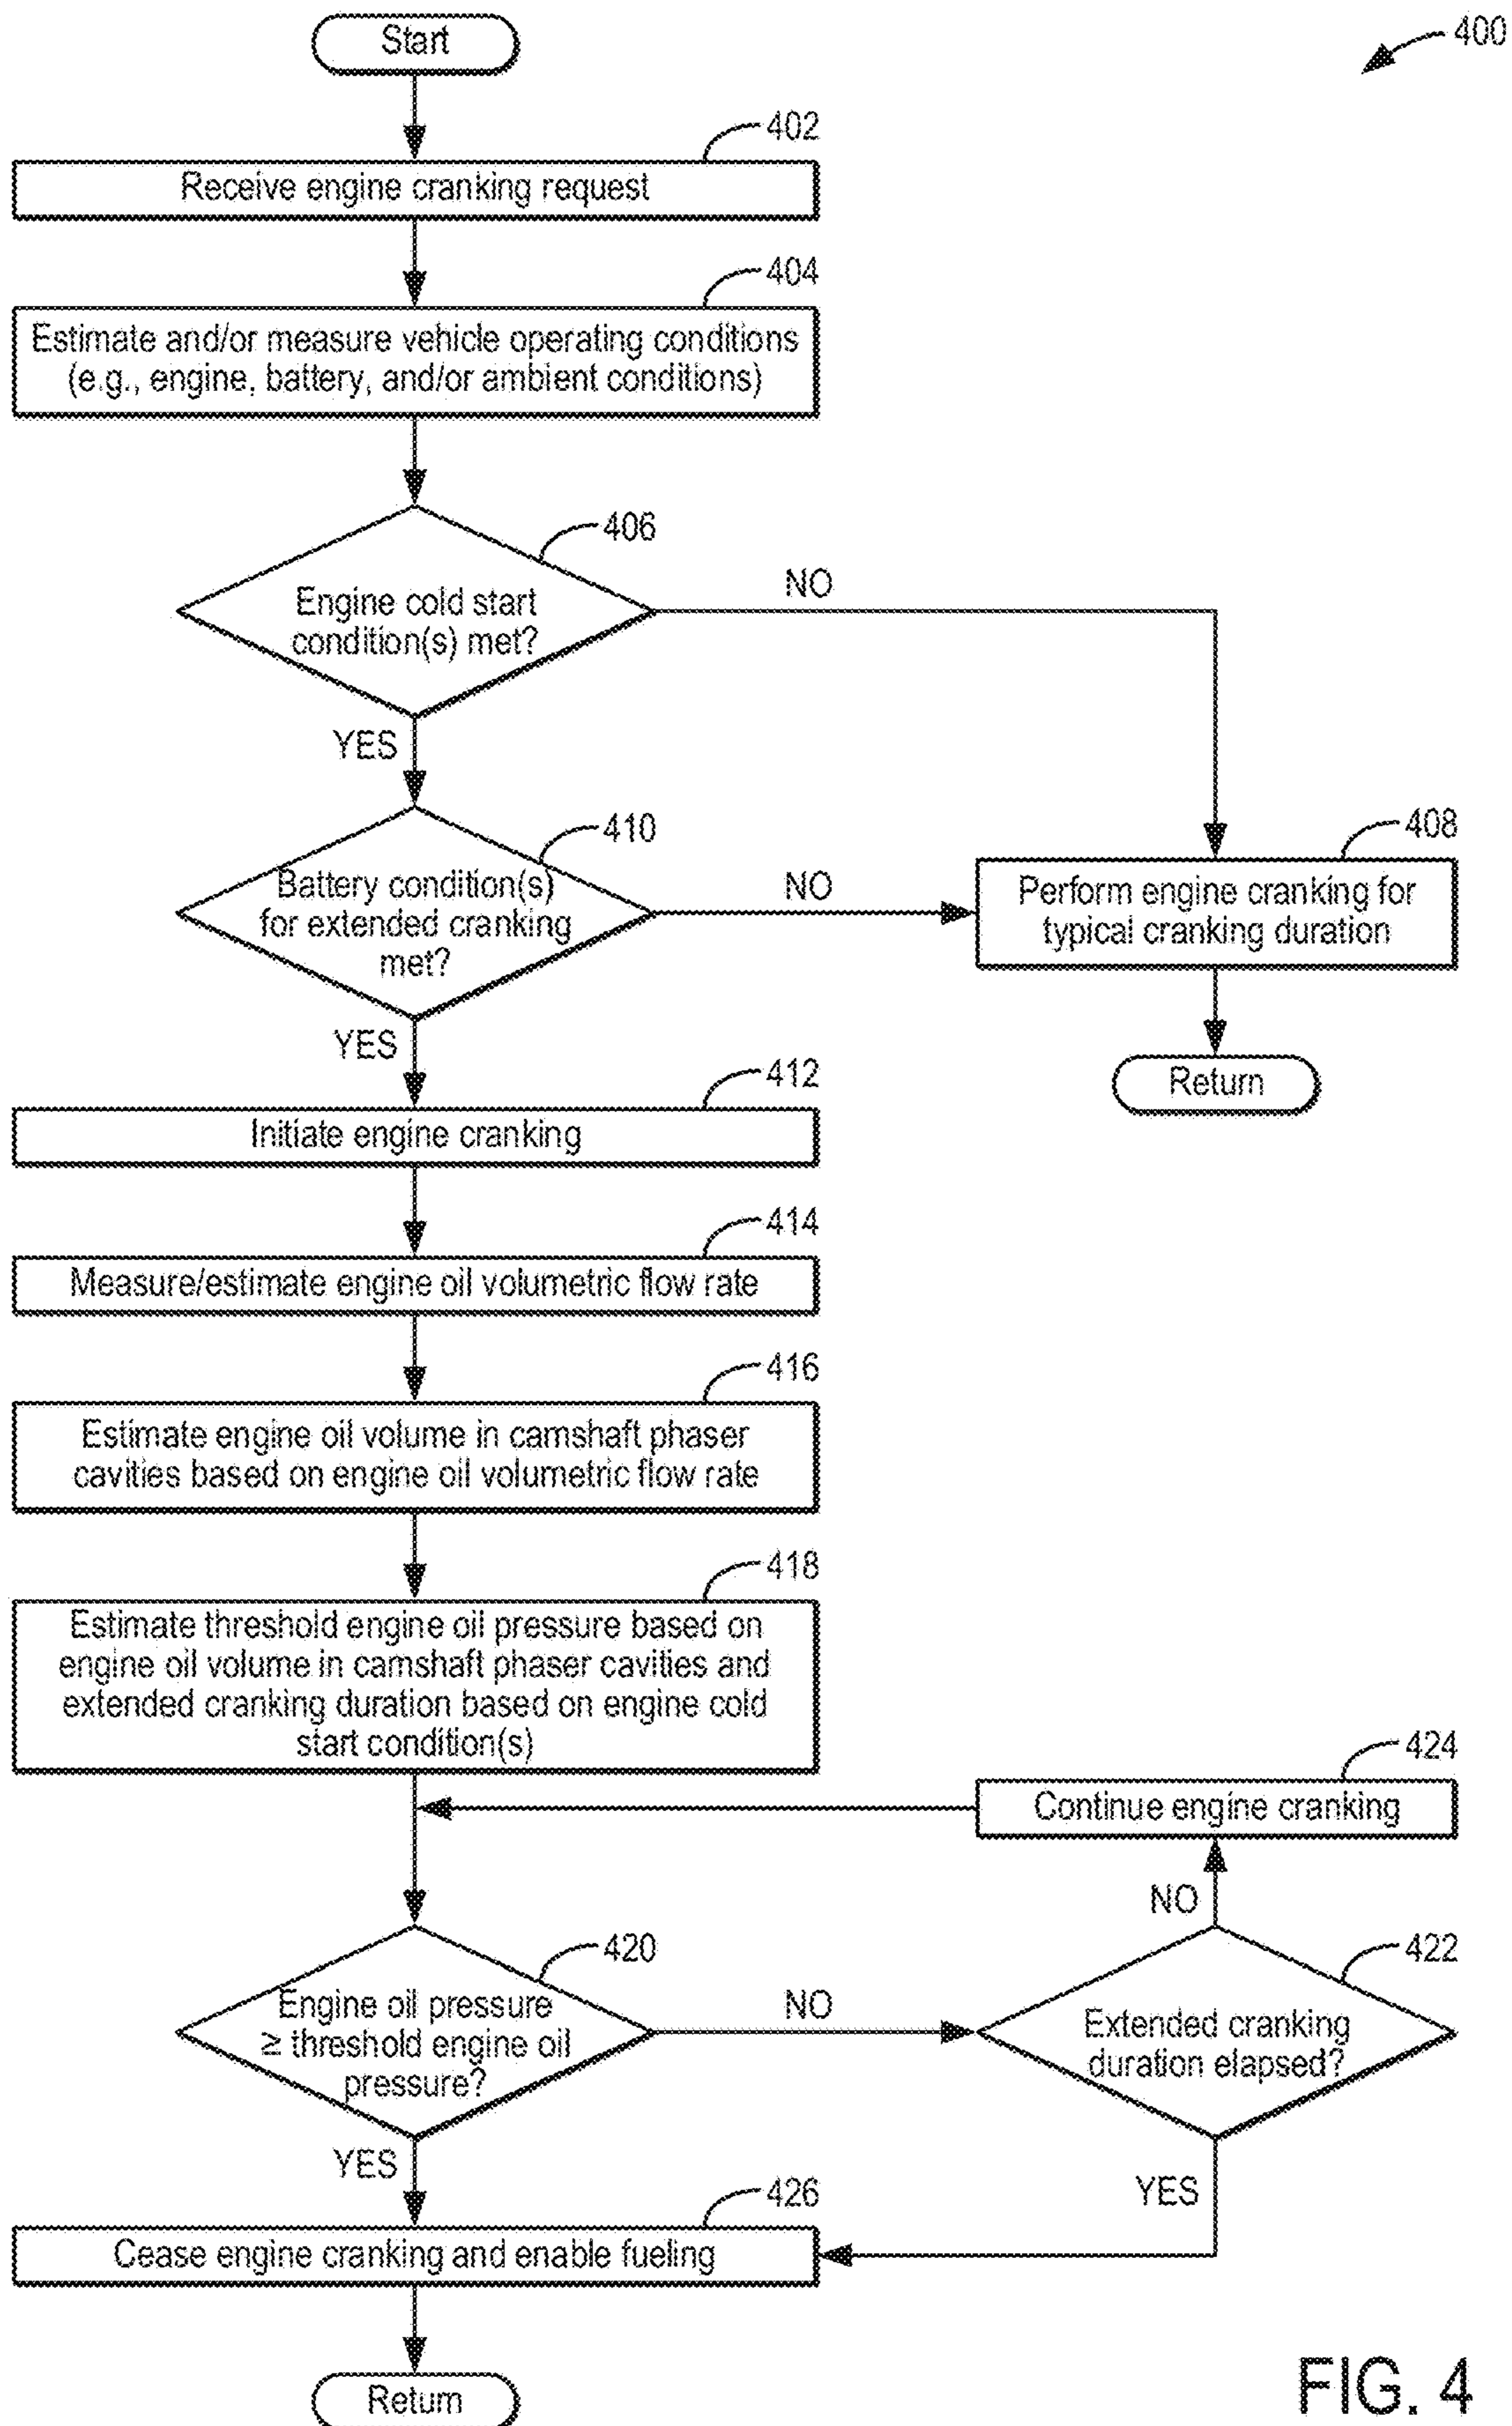 Start
400
402
Receive engine cranking request
404
Estimate and/or measure vehicle operating conditions
(e.g., engine, battery, and/or ambient conditions)
406
Engine cold start
condition(s) met?
NO
YES
410
Battery condition(s)
for extended cranking
met?
NO
408
Perform engine cranking for
typical cranking duration
YES
Return
412
Initiate engine cranking
414
Measure/estimate engine oil volumetric flow rate
416
Estimate engine oil volume in camshaft phaser
cavities based on engine oil volumetric flow rate
418
Estimate threshold engine oil pressure based on
engine oil volume in camshaft phaser cavities and
extended cranking duration based on engine cold
start condition(s)
424
Continue engine cranking
NO
420
Engine oil pressure
≥ threshold engine oil
pressure?
NO
422
Extended cranking
duration elapsed?
YES
YES
426
Cease engine cranking and enable fueling
Return
FIG. 4